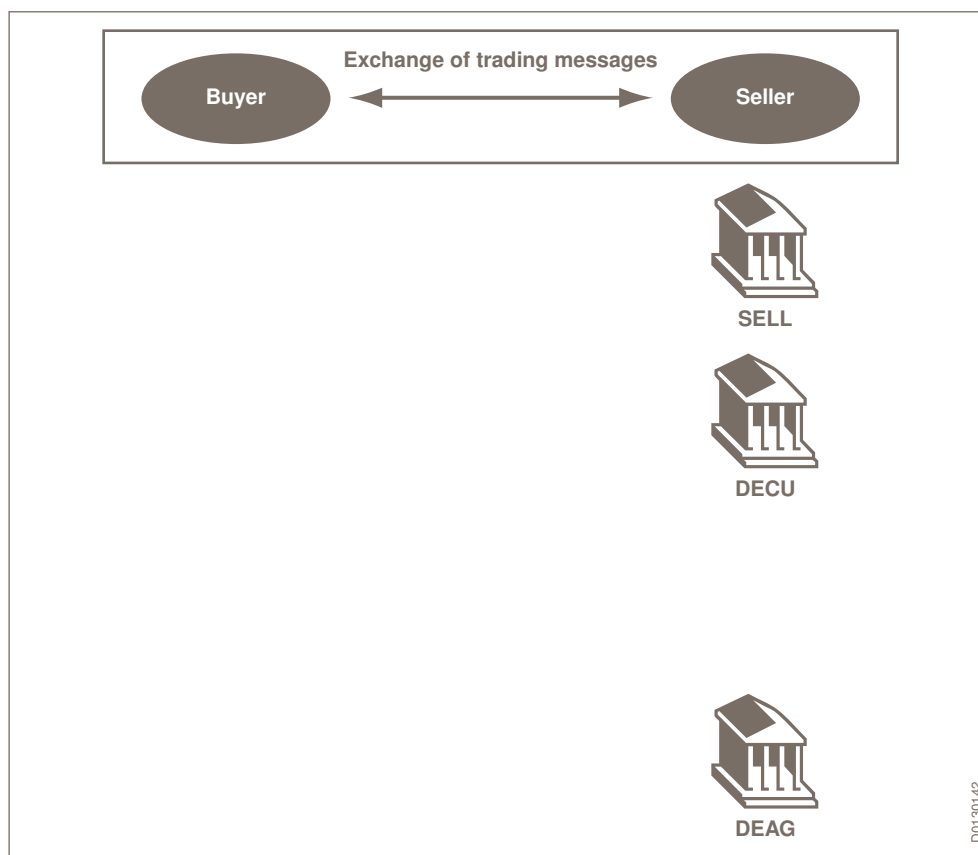 Exchange of trading messages
Buyer
Seller
SELL
DECU
DEAG
D0130142